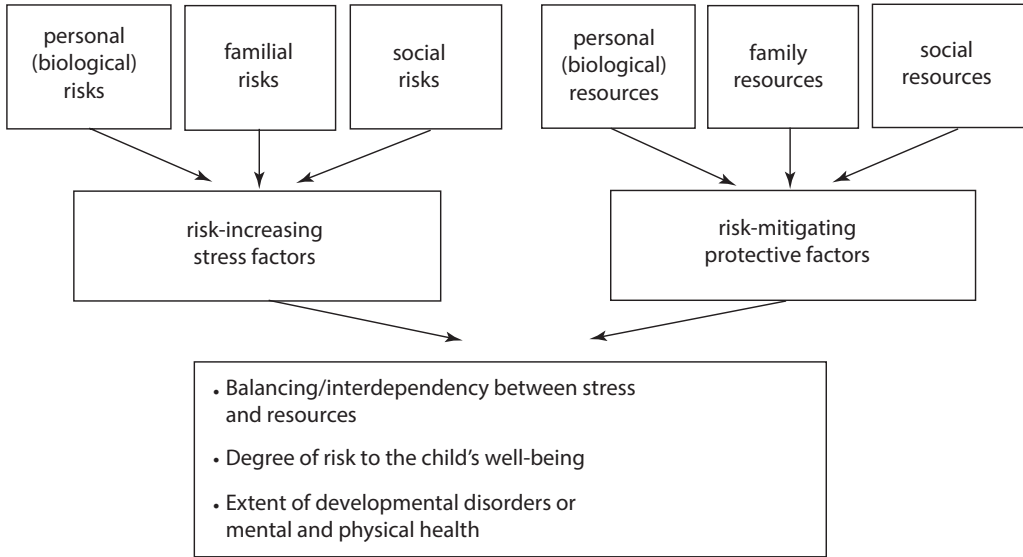 personal
(biological)
risks
familial
risks
social
risks
personal
(biological)
resources
family
resources
social
resources
risk-increasing
stress factors
risk-mitigating
protective factors
• Balancing/interdependency between stress
and resources
• Degree of risk to the child’s well-being
• Extent of developmental disorders or
mental and physical health